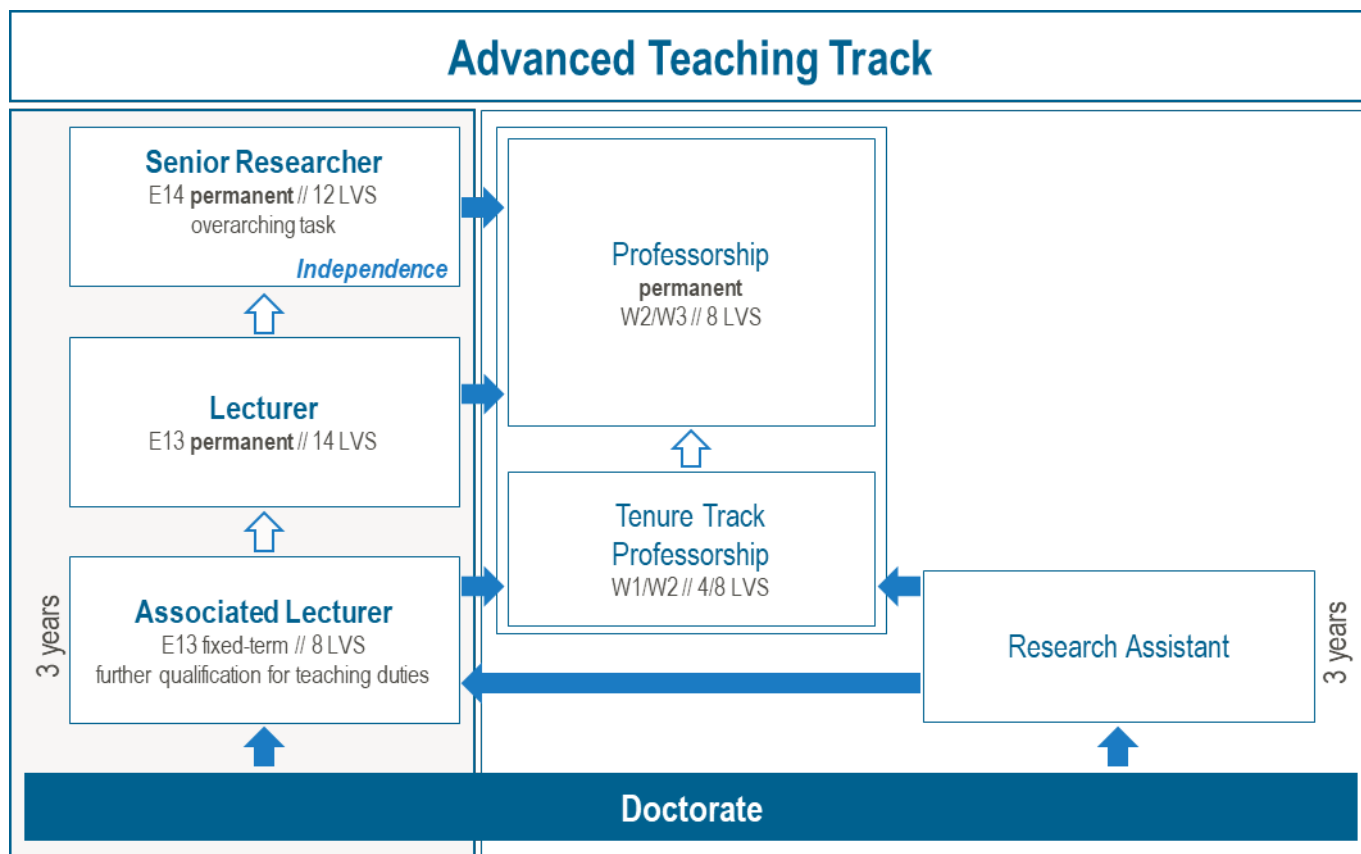 Advanced Teaching Track
Senior Researcher
E14 permanent // 12 LVS
overarching task
Independence
Lecturer
E13 permanent // 14 LVS
3 years
Associated Lecturer
E13 fixed-term // 8 LVS
further qualification for teaching duties
Professorship
permanent
W2/W3 // 8 LVS
Tenure Track
Professorship
W1/W2 // 4/8 LVS
Research Assistant
3 years
Doctorate